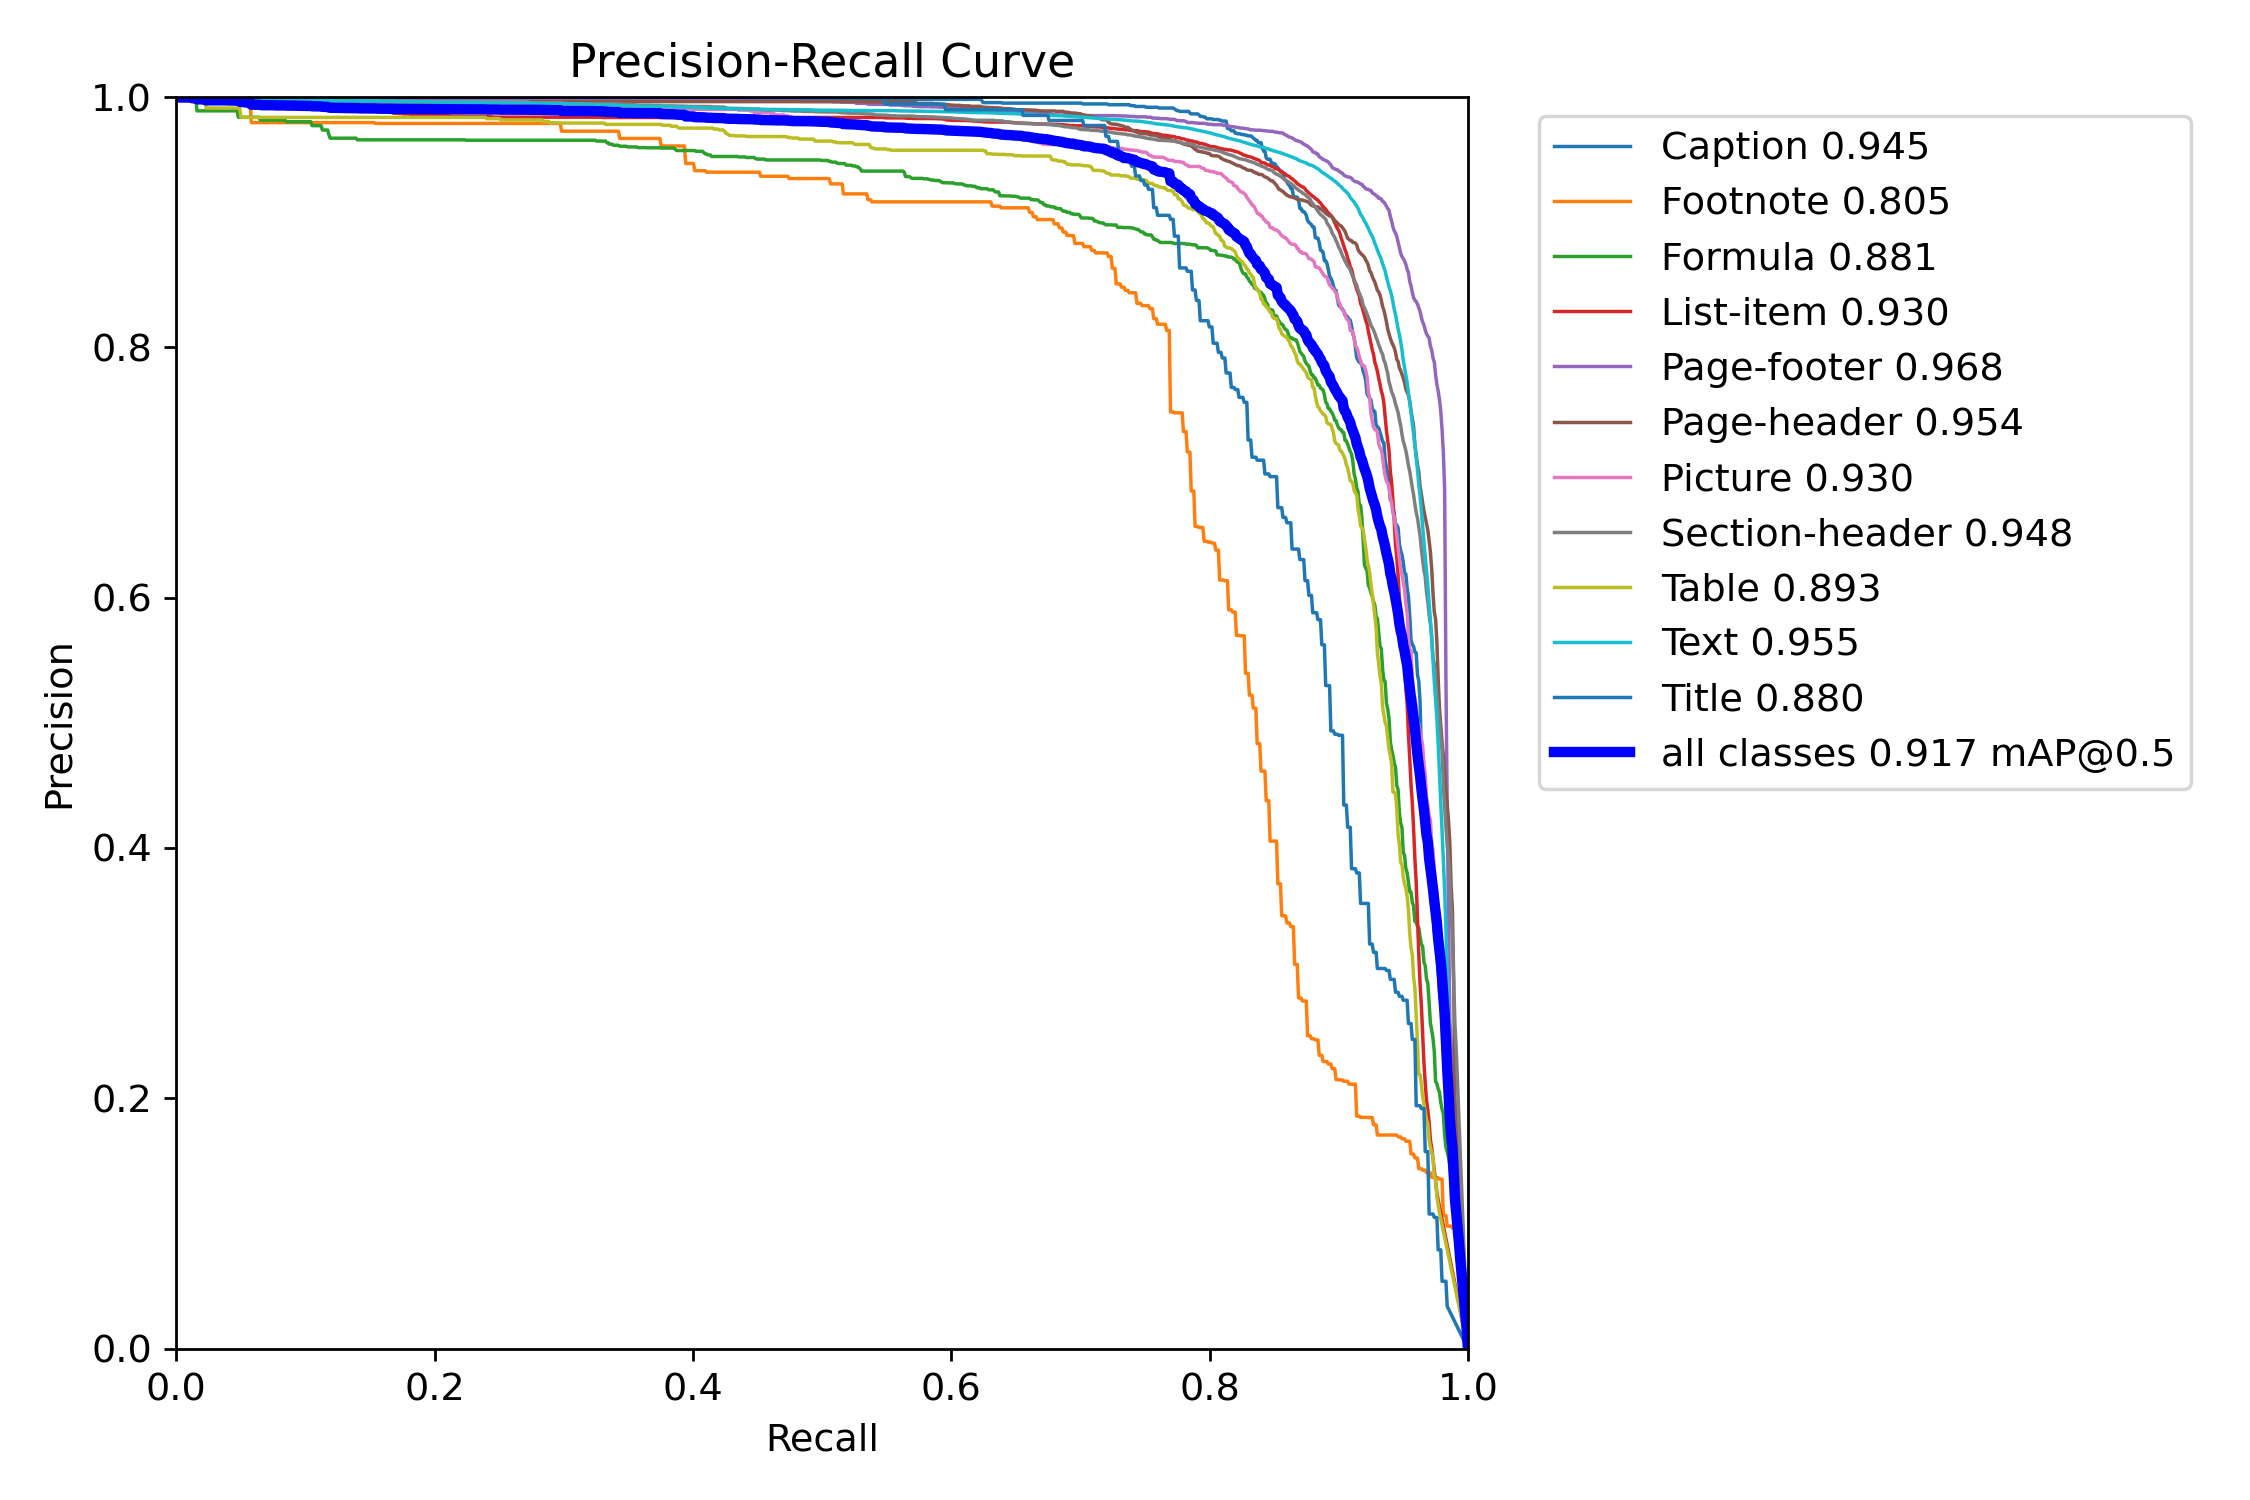 Precision-Recall Curve
1.0
0.8
0.6
0.4
0.2
0.0
Precision
0.0 0.2 0.4 0.6 0.8 1.0
Recall
Caption 0.945
Footnote 0.805
Formula 0.881
List-item 0.930
Page-footer 0.968
Page-header 0.954
Picture 0.930
Section-header 0.948
Table 0.893
Text 0.955
Title 0.880
all classes 0.917 mAP@0.5